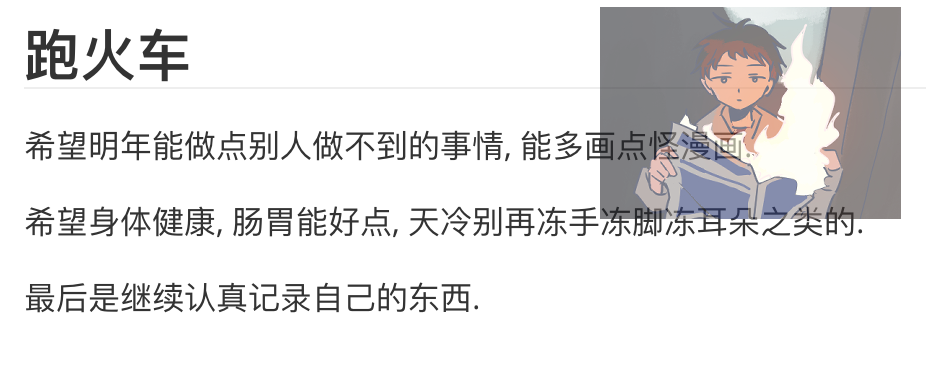 跑火车
希望明年能做点别人做不到的事情, 能多画点怪漫画.
希望身体健康, 肠胃能好点, 天冷别再冻手冻脚冻耳朵之类的.
最后是继续认真记录自己的东西.